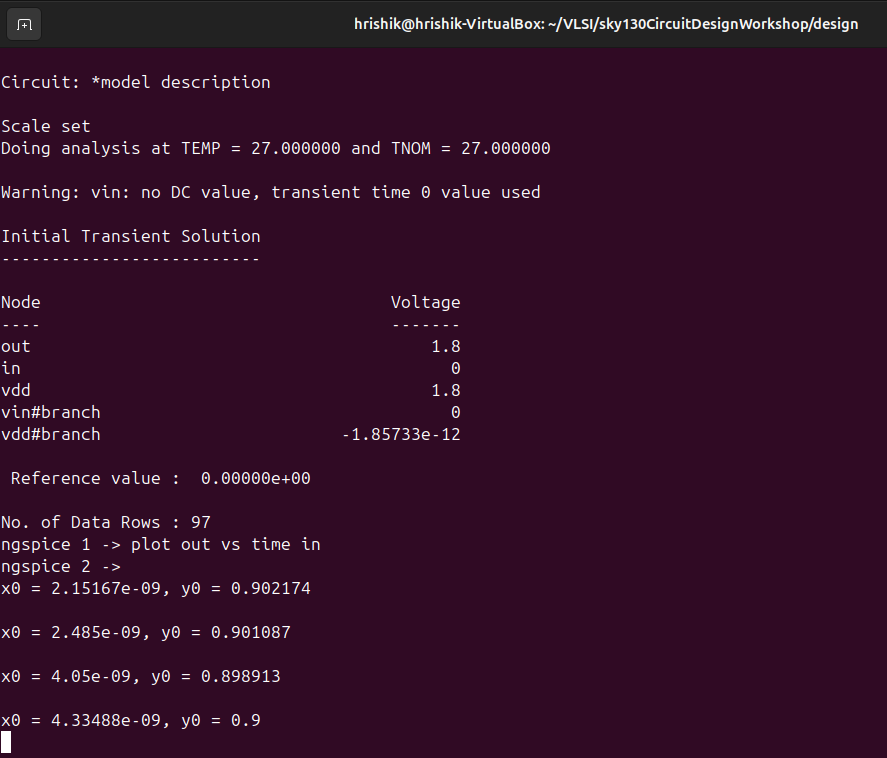 hrishik@hrishik-VirtualBox: ~/VLSI/sky130CircuitDesignWorkshop/design
Circuit: *model description
Scale set
Doing analysis at TEMP = 27.000000 and TNOM = 27.000000
Warning: vin: no DC value, transient time 0 value used
Initial Transient Solution
--------------------------
Node                                   Voltage
----                                   -------
out                                        1.8
in                                           0
vdd                                        1.8
vin#branch                                   0
vdd#branch                        -1.85733e-12
 Reference value :  0.00000e+00
No. of Data Rows : 97
ngspice 1 -> plot out vs time in
ngspice 2 ->
x0 = 2.15167e-09, y0 = 0.902174
x0 = 2.485e-09, y0 = 0.901087
x0 = 4.05e-09, y0 = 0.898913
x0 = 4.33488e-09, y0 = 0.9